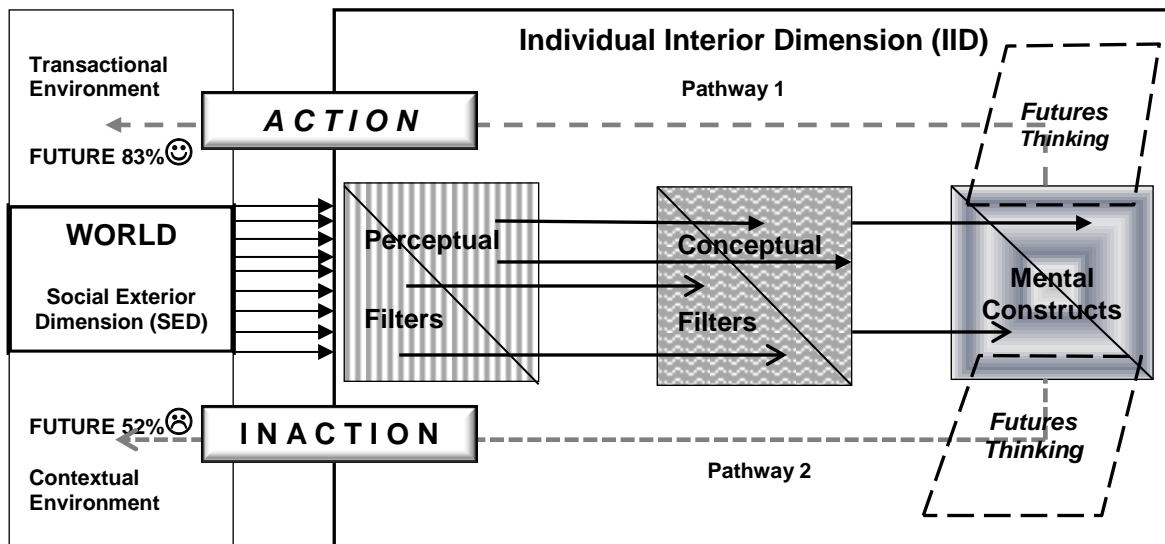 Individual Interior Dimension (IID)
Transactional
Environment
Pathway 1
ACTION
Futures
Thinking
FUTURE 83%
WORLD
Social Exterior
Dimension (SED)
Perceptual
Filters
Conceptual
Filters
Mental
Constructs
FUTURE 52%
INACTION
Futures
Thinking
Contextual
Environment
Pathway 2